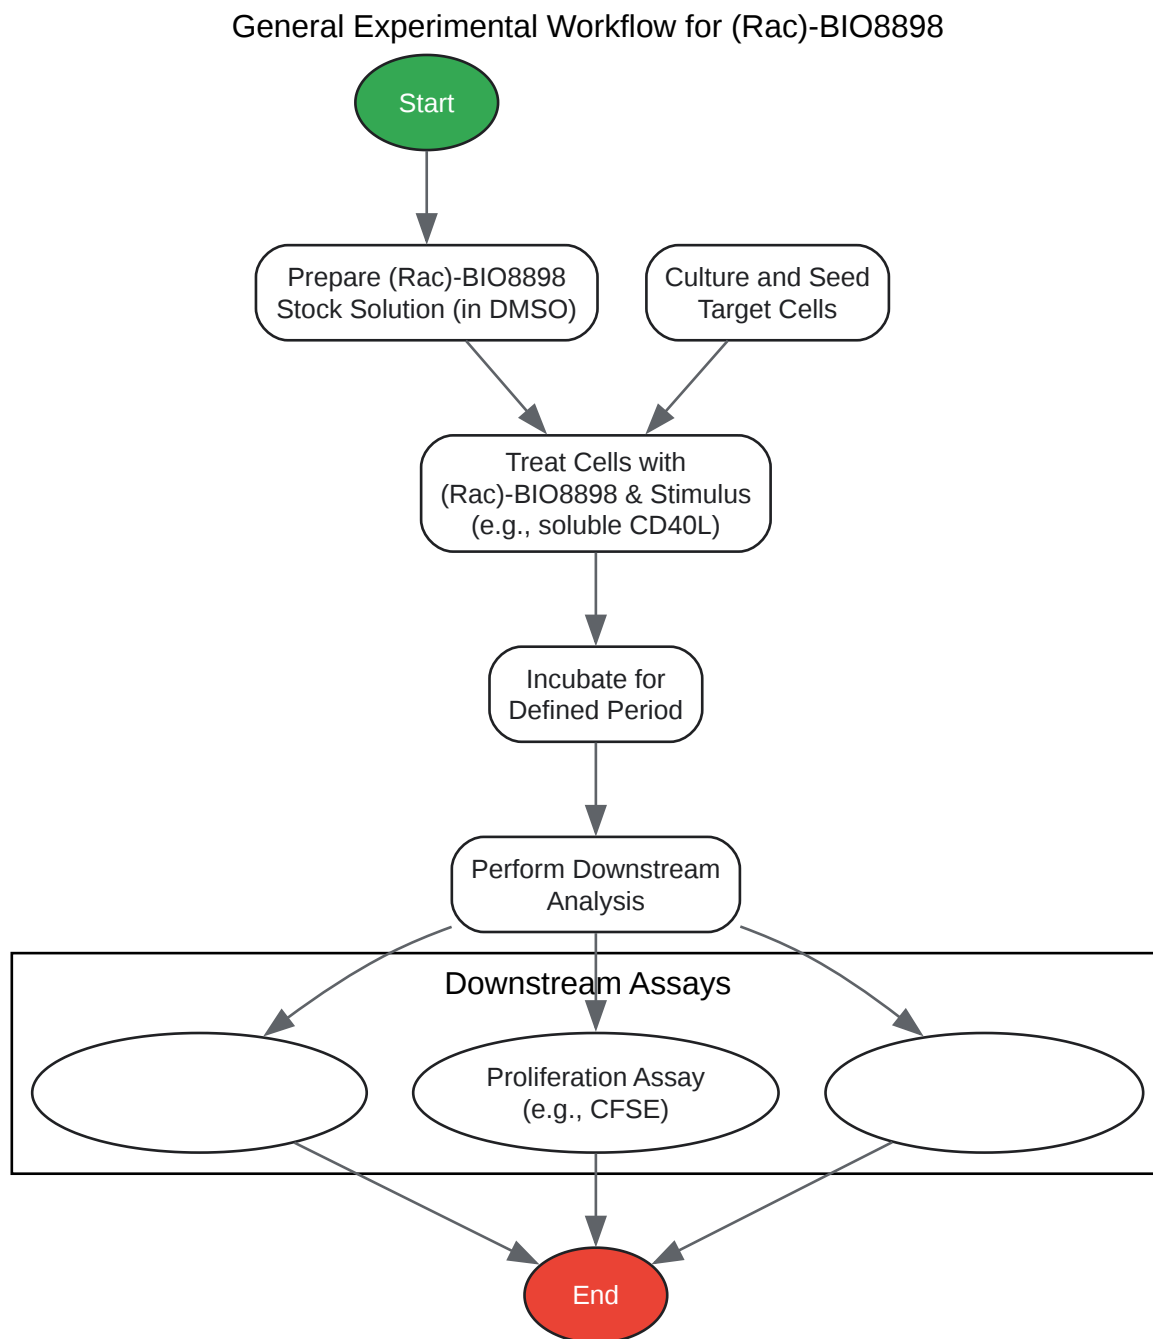 General Experimental Workflow for (Rac)-BIO8898
Start
Prepare (Rac)-BIO8898
Stock Solution (in DMSO)
Culture and Seed
Target Cells
Treat Cells with
(Rac)-BIO8898 & Stimulus
(e.g., soluble CD40L)
Incubate for
Defined Period
Perform Downstream
Analysis
Downstream Assays
Proliferation Assay
(e.g., CFSE)
End